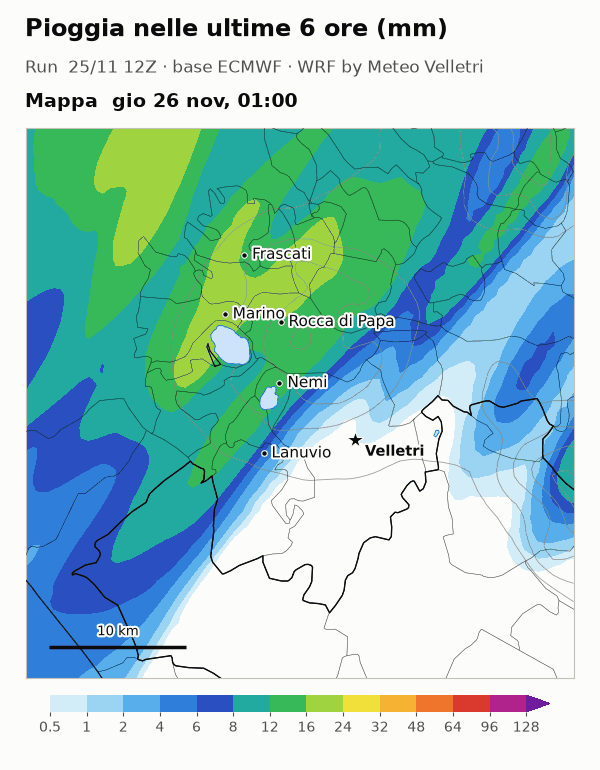 Pioggia nelle ultime 6 ore (mm)
Run  25/11 12Z · base ECMWF · WRF by Meteo Velletri
Mappa  gio 26 nov, 01:00
Frascati
Marino
Rocca di Papa
Nemi
Velletri
Lanuvio
10 km
0.5 1 2 4 6 8 12 16 24 32 48 64 96 128